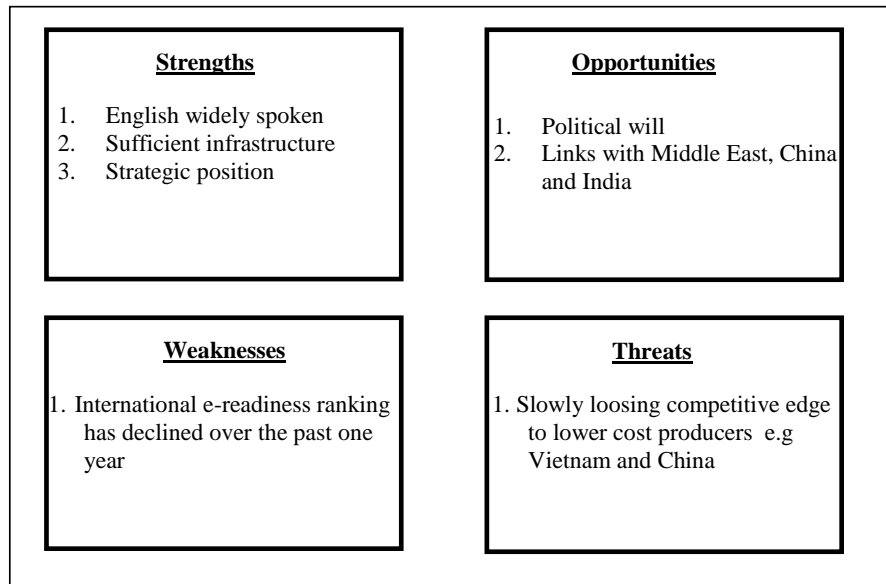 Strengths
1. English widely spoken
2. Sufficient infrastructure
3. Strategic position
Opportunities
1. Political will
2. Links with Middle East, China
and India
Weaknesses
1. International e-readiness ranking
has declined over the past one
year
Threats
1. Slowly loosing competitive edge
to lower cost producers e.g
Vietnam and China